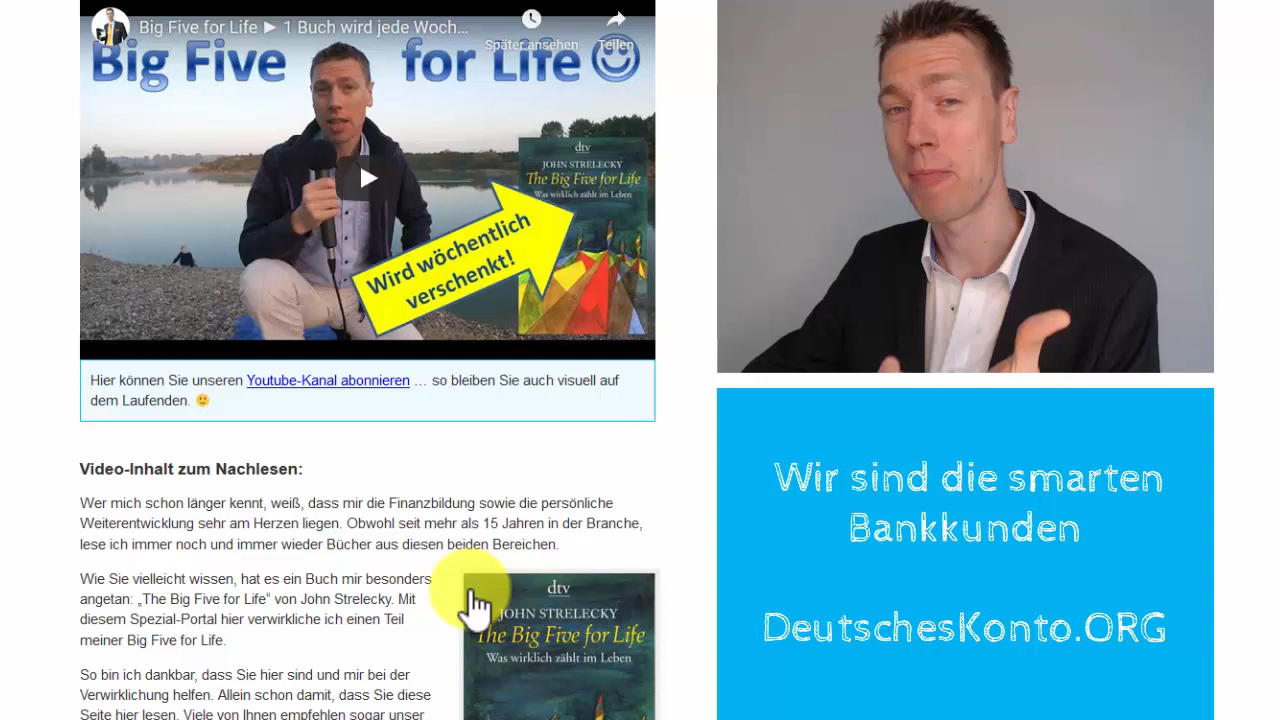 Big Five for Life ► 1 Buch wird jede Woch...
Später ansehen
Teilen
Big Five for Life
dtv
JOHN STRELECKY
The Big Five for Life
Was wirklich zählt im Leben
Wird wöchentlich
verschenkt!
Hier können Sie unseren Youtube-Kanal abonnieren … so bleiben Sie auch visuell auf
dem Laufenden. 🙂
Video-Inhalt zum Nachlesen:
Wer mich schon länger kennt, weiß, dass mir die Finanzbildung sowie die persönliche
Weiterentwicklung sehr am Herzen liegen. Obwohl seit mehr als 15 Jahren in der Branche,
lese ich immer noch und immer wieder Bücher aus diesen beiden Bereichen.
Wie Sie vielleicht wissen, hat es ein Buch mir besonders
angetan: „The Big Five for Life“ von John Strelecky. Mit
diesem Spezial-Portal hier verwirkliche ich einen Teil
meiner Big Five for Life.
So bin ich dankbar, dass Sie hier sind und mir bei der
Verwirklichung helfen. Allein schon damit, dass Sie diese
Seite hier lesen. Viele von Ihnen empfehlen sogar unser
dtv
JOHN STRELECKY
The Big Five for Life
Was wirklich zählt im Leben
Wir sind die smarten
Bankkunden
DeutschesKonto.ORG